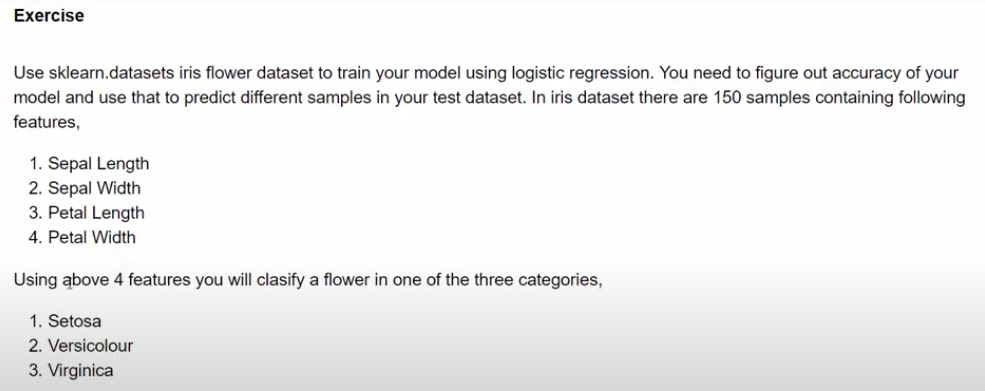 Exercise
Use sklearn.datasets iris flower dataset to train your model using logistic regression. You need to figure out accuracy of your
model and use that to predict different samples in your test dataset. In iris dataset there are 150 samples containing following
features,
1. Sepal Length
2. Sepal Width
3. Petal Length
4. Petal Width
Using above 4 features you will clasify a flower in one of the three categories,
1. Setosa
2. Versicolour
3. Virginica